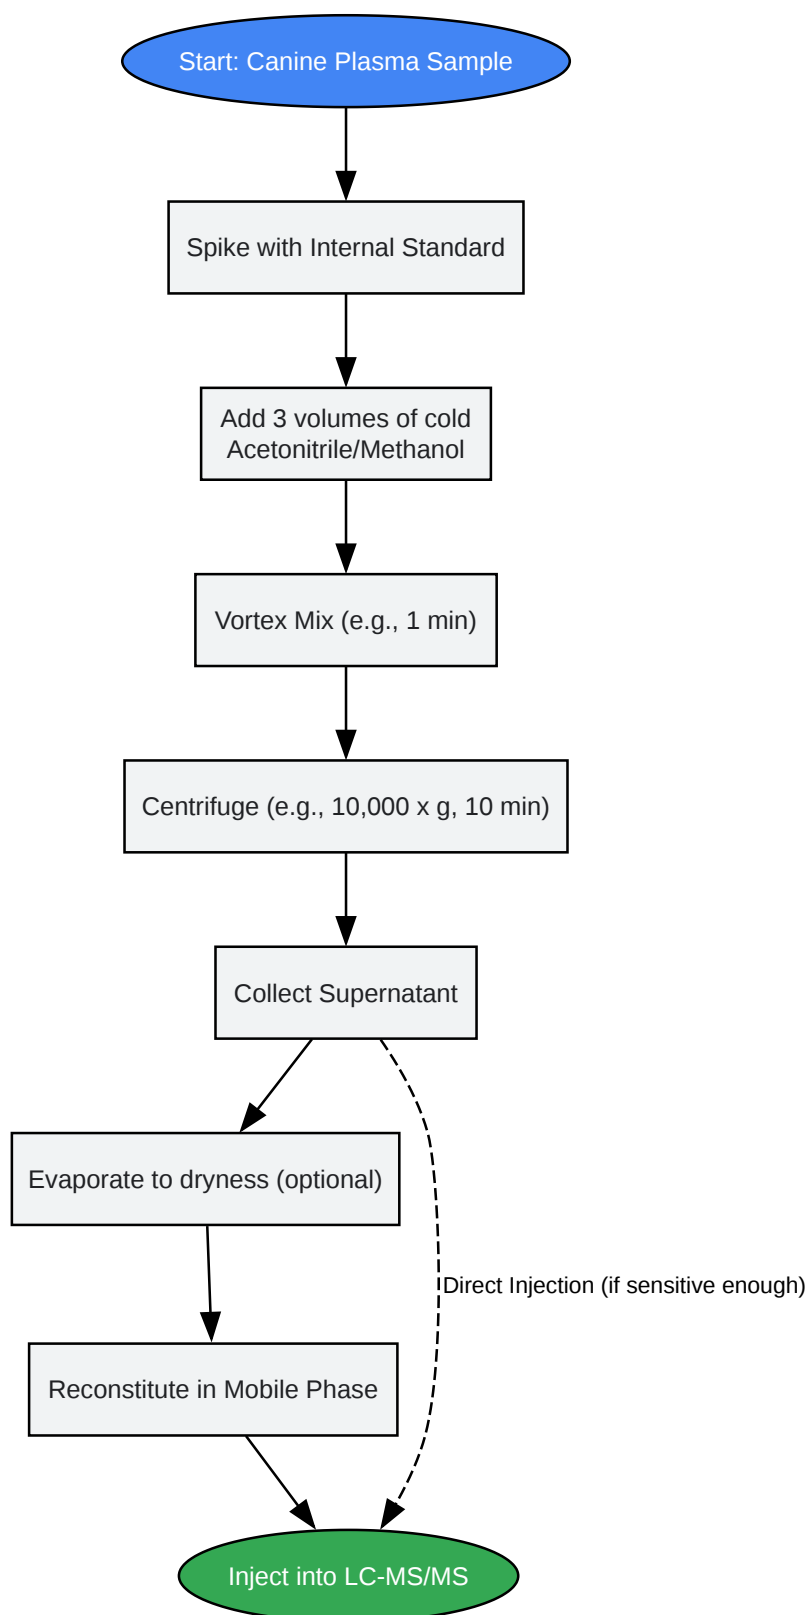 Start: Canine Plasma Sample
Spike with Internal Standard
Add 3 volumes of cold
Acetonitrile/Methanol
Vortex Mix (e.g., 1 min)
Centrifuge (e.g., 10,000 x g, 10 min)
Collect Supernatant
Evaporate to dryness (optional)
Direct Injection (if sensitive enough)
Reconstitute in Mobile Phase
Inject into LC-MS/MS